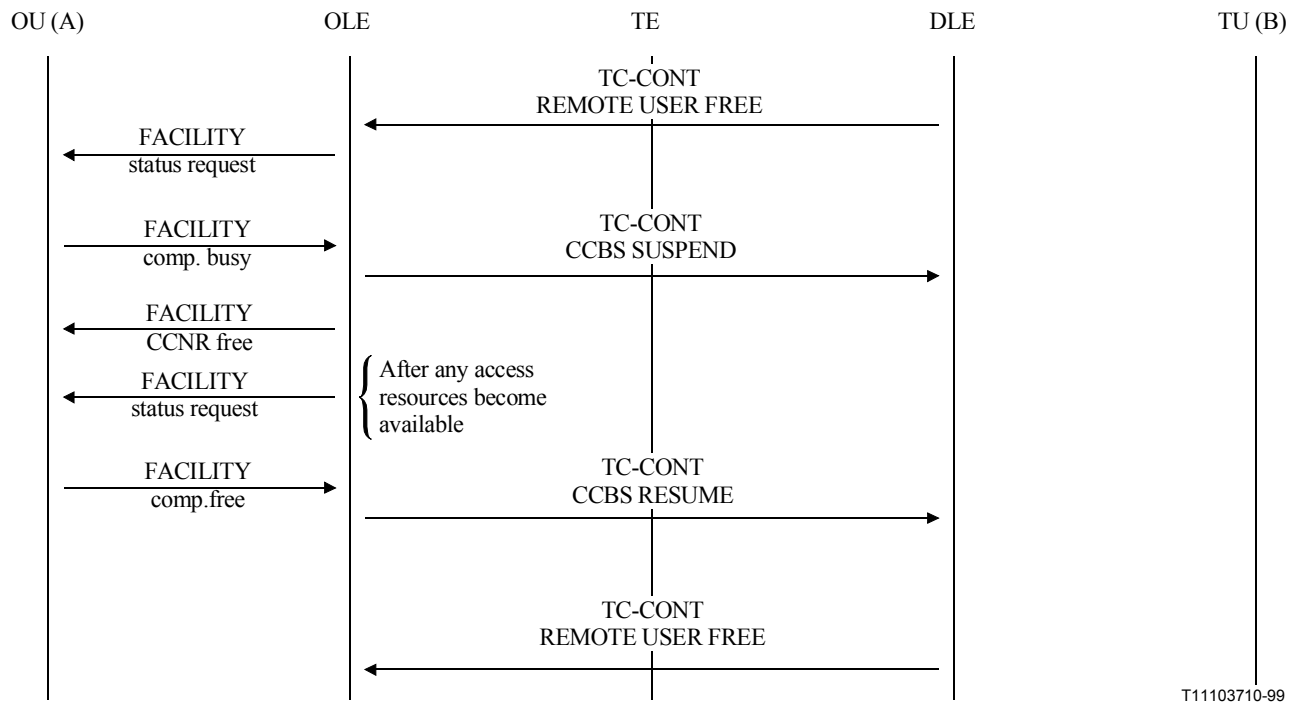 OU (A) OLE TE DLE TU (B)
TC-CONT
REMOTE USER FREE
FACILITY
status request
FACILITY
comp. busy
TC-CONT
CCBS SUSPEND
FACILITY
CCNR free
FACILITY
status request
After any access
resources become
available
FACILITY
comp.free
TC-CONT
CCBS RESUME
TC-CONT
REMOTE USER FREE
T11103710-99